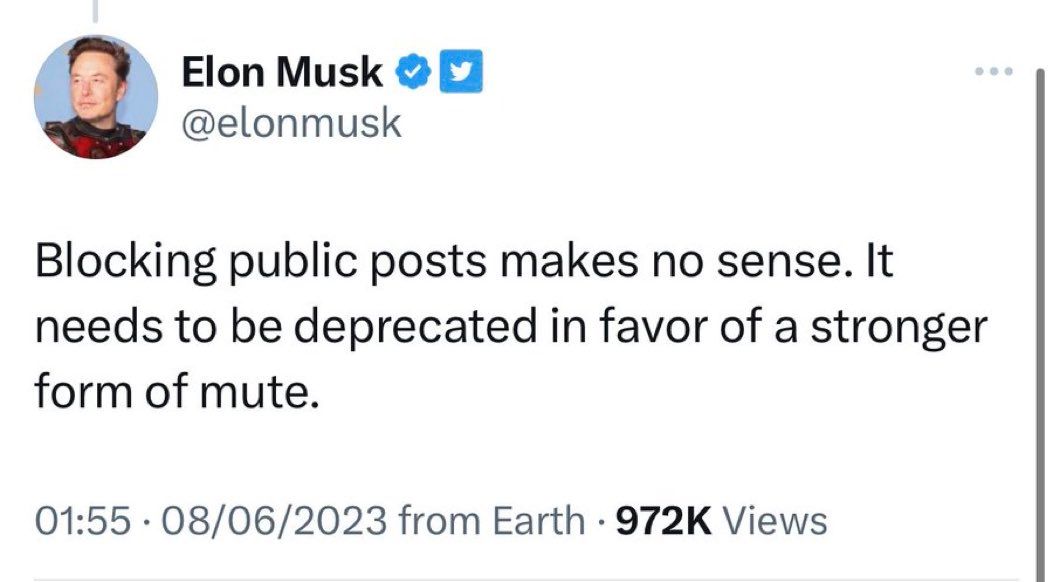 Elon Musk
@elonmusk
Blocking public posts makes no sense. It
needs to be deprecated in favor of a stronger
form of mute.
01:55 · 08/06/2023 from Earth · 972K Views